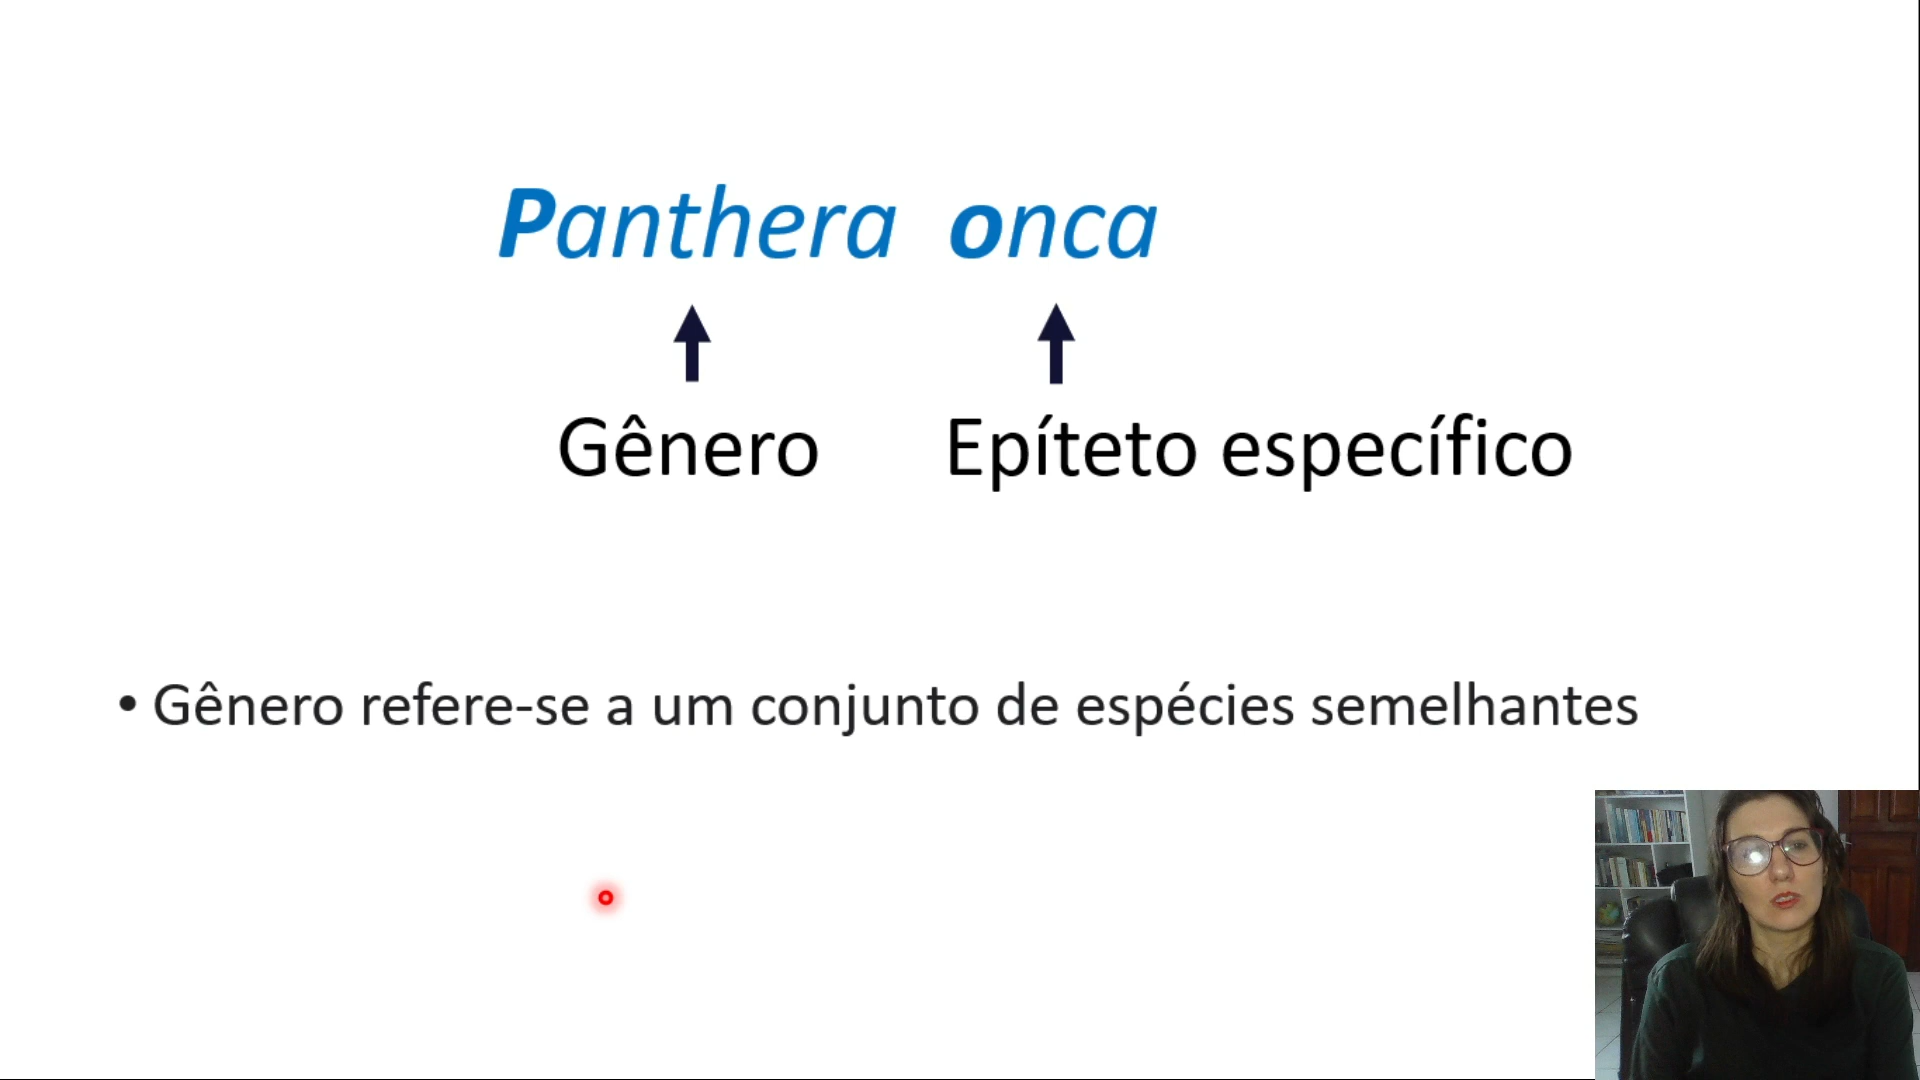 Panthera onca
Gênero Epíteto específico
• Gênero refere-se a um conjunto de espécies semelhantes